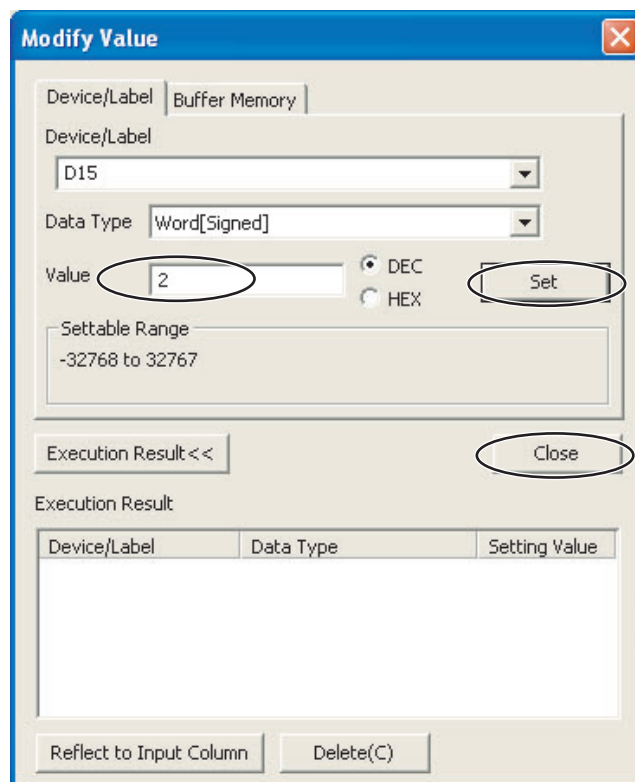 Modify Value
Device/Label Buffer Memory
Device/Label
D15
Data Type Word[Signed]
Value 2 DEC Set
HEX
Settable Range
-32768 to 32767
Execution Result<< Close
Execution Result
Device/Label Data Type Setting Value
Reflect to Input Column Delete(C)